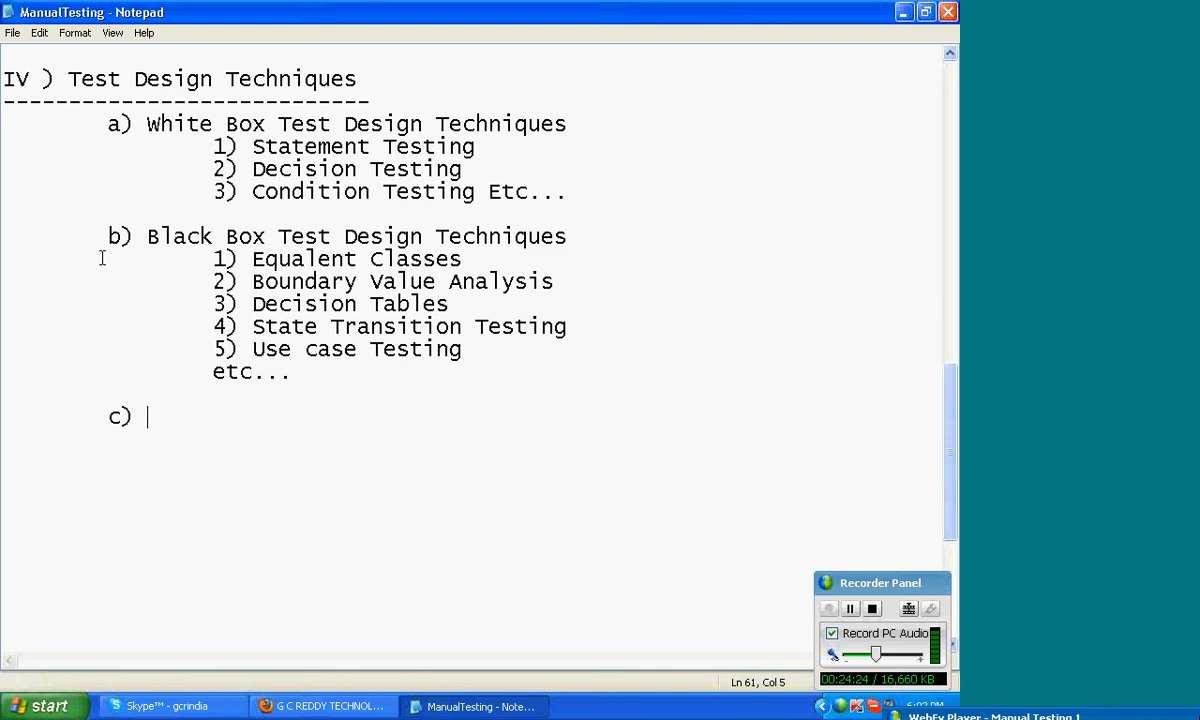 ManualTesting - Notepad
File Edit Format View Help
IV ) Test Design Techniques
----------------------------
a) White Box Test Design Techniques
1) Statement Testing
2) Decision Testing
3) Condition Testing Etc...
b) Black Box Test Design Techniques
1) Equalent Classes
2) Boundary Value Analysis
3) Decision Tables
4) State Transition Testing
5) Use case Testing
etc...
c)
Recorder Panel
Record PC Audio
- +
00:24:24 / 16,660 KB
Ln 61, Col 5
start Skype™ - gcrindia G C REDDY TECHNOL... ManualTesting - Note... 6:02 PM
WebEx Player - Manual Testing 1